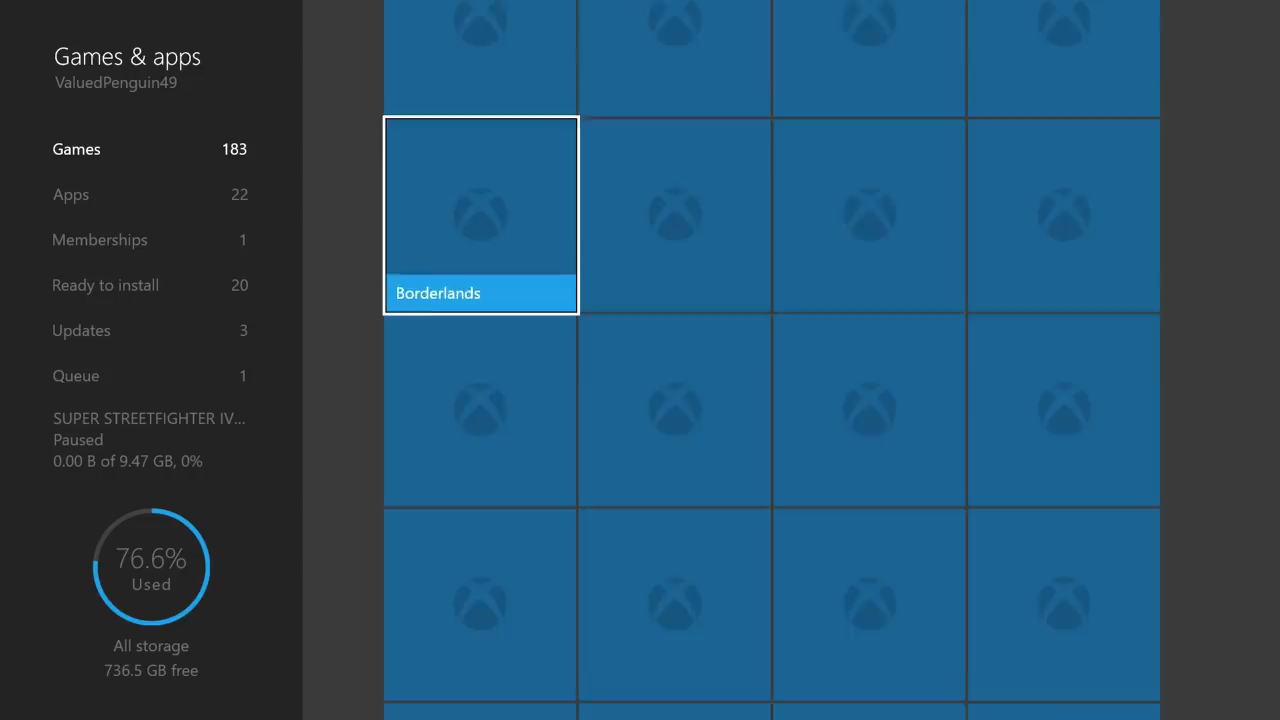 Games & apps
ValuedPenguin49
Games 183
Apps 22
Memberships 1
Ready to install 20
Updates 3
Queue 1
SUPER STREETFIGHTER IV...
Paused
0.00 B of 9.47 GB, 0%
76.6%
Used
All storage
736.5 GB free
Borderlands